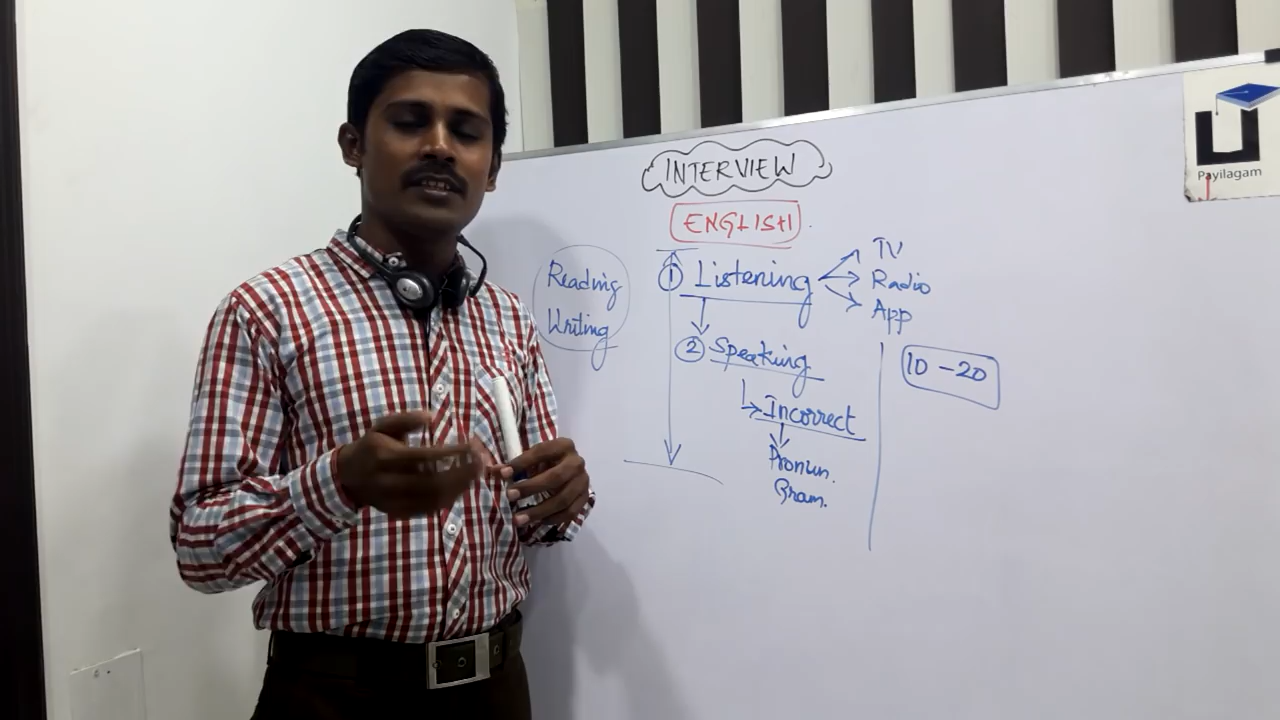 INTERVIEW
ENGLISH
Reading
Writing
① Listening
TV
Radio
App
② Speaking
Incorrect
Pronun.
Gram.
10 - 20
Payilagam